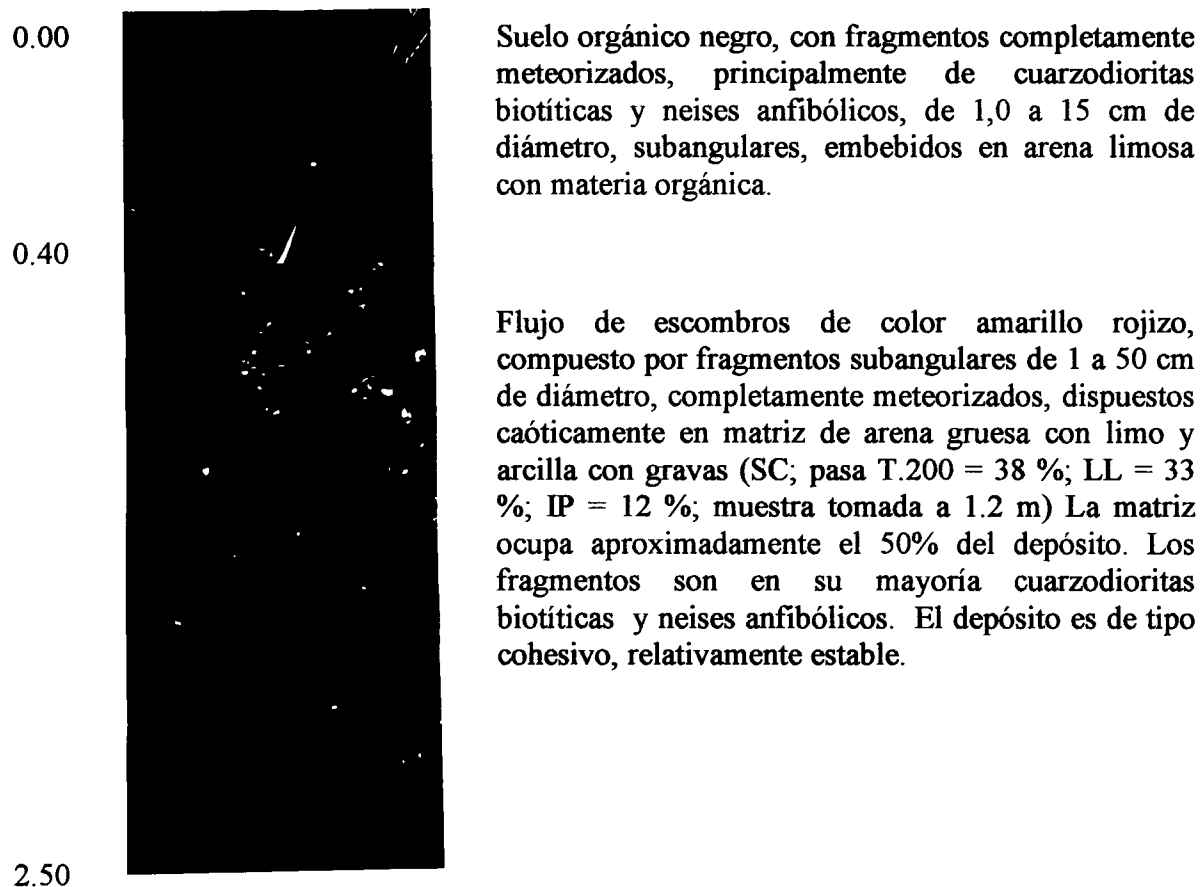 0.00
Suelo orgánico negro, con fragmentos completamente
meteorizados, principalmente de cuarzodioritas
biotíticas y neises anfibólicos, de 1,0 a 15 cm de
diámetro, subangulares, embebidos en arena limosa
con materia orgánica.
0.40
Flujo de escombros de color amarillo rojizo,
compuesto por fragmentos subangulares de 1 a 50 cm
de diámetro, completamente meteorizados, dispuestos
caóticamente en matriz de arena gruesa con limo y
arcilla con gravas (SC; pasa T.200 = 38 %; LL = 33
%; IP = 12 %; muestra tomada a 1.2 m) La matriz
ocupa aproximadamente el 50% del depósito. Los
fragmentos son en su mayoría cuarzodioritas
biotíticas y neises anfibólicos. El depósito es de tipo
cohesivo, relativamente estable.
2.50